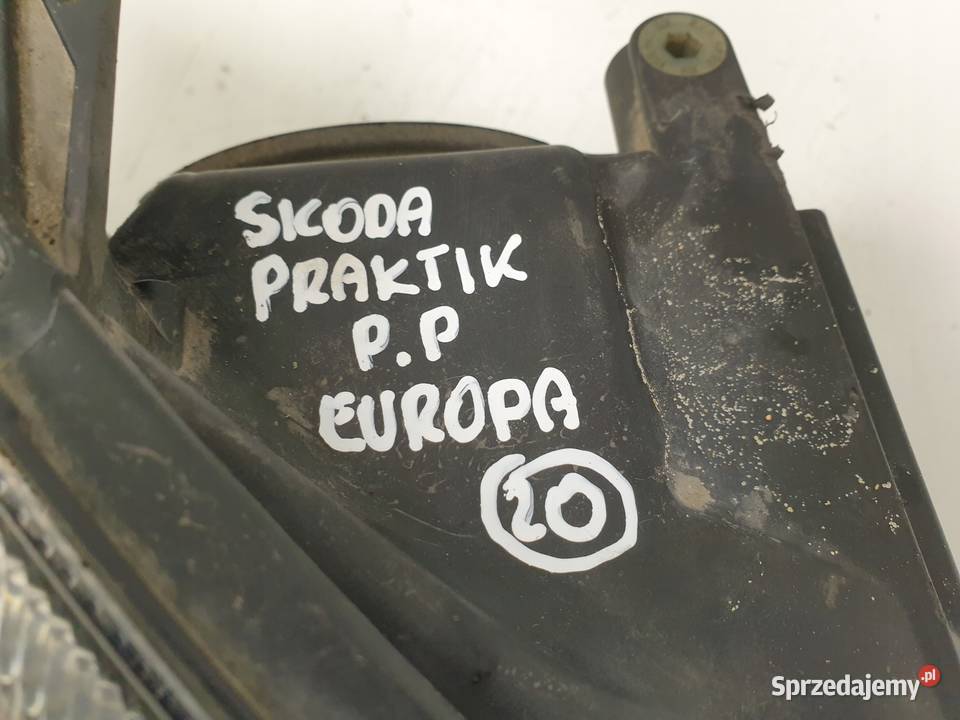 SKODA
PRAKTIK
P.P
EUROPA
20
Sprzedajemy.pl